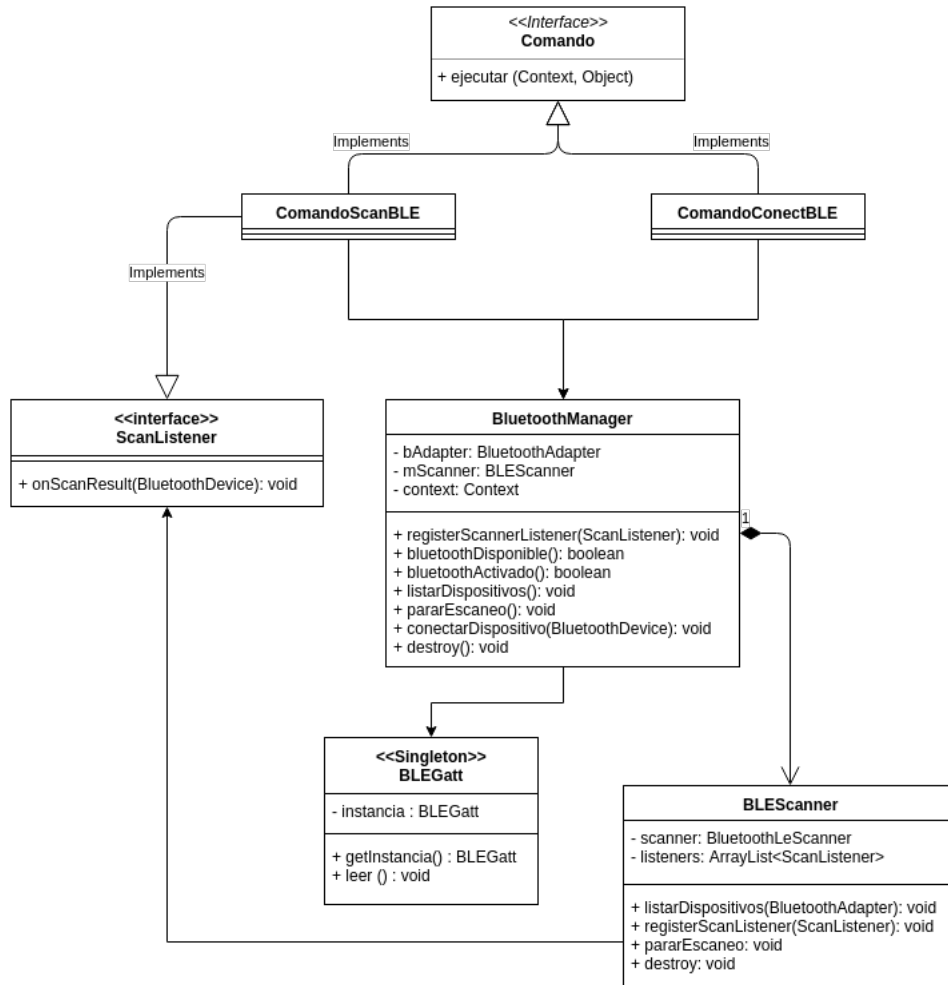 <<Interface>>
Comando
+ ejecutar (Context, Object)
Implements
Implements
ComandoScanBLE
ComandoConectBLE
Implements
<<interface>>
ScanListener
+ onScanResult(BluetoothDevice): void
BluetoothManager
- bAdapter: BluetoothAdapter
- mScanner: BLEScanner
- context: Context
+ registerScannerListener(ScanListener): void
+ bluetoothDisponible(): boolean
+ bluetoothActivado(): boolean
+ listarDispositivos(): void
+ pararEscaneo(): void
+ conectarDispositivo(BluetoothDevice): void
+ destroy(): void
1
<<Singleton>>
BLEGatt
- instancia : BLEGatt
+ getInstancia() : BLEGatt
+ leer () : void
BLEScanner
- scanner: BluetoothLeScanner
- listeners: ArrayList<ScanListener>
+ listarDispositivos(BluetoothAdapter): void
+ registerScanListener(ScanListener): void
+ pararEscaneo: void
+ destroy: void